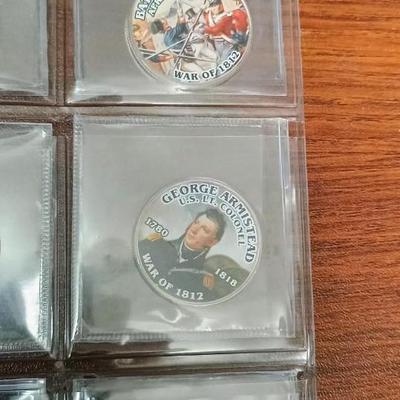 WAR OF 1812
GEORGE ARMISTEAD
U.S. LT. COLONEL
1780
1818
WAR OF 1812